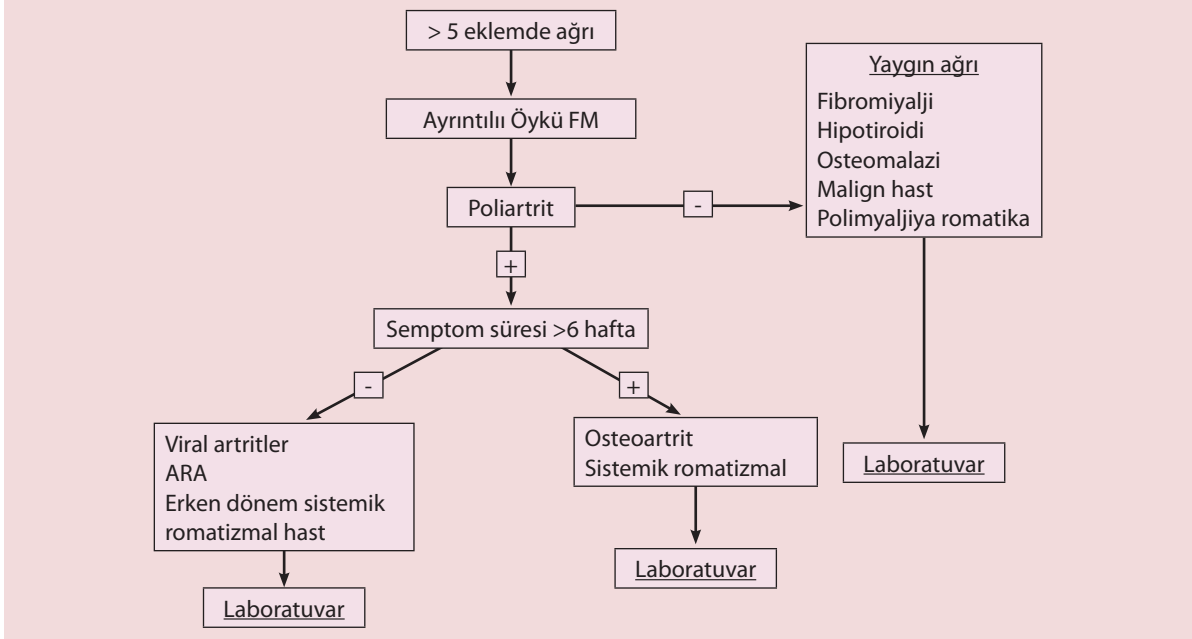 > 5 eklemde ağrı
Ayrıntılıı Öykü FM
Poliartrit
-
Yaygın ağrı
Fibromiyalji
Hipotiroidi
Osteomalazi
Malign hast
Polimyaljiya romatika
+
Semptom süresi >6 hafta
-
+
Viral artritler
ARA
Erken dönem sistemik
romatizmal hast
Osteoartrit
Sistemik romatizmal
Laboratuvar
Laboratuvar
Laboratuvar